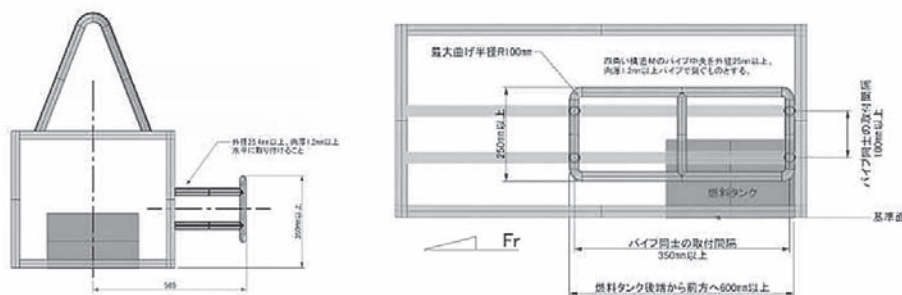 外径25.4mm以上、肉厚1.2mm以上
水平に取り付けること
350mm以下
565
最大曲げ半径R100mm
四角い構造材のパイプ中央を外径25mm以上、
肉厚1.2mm以上パイプで繋ぐものとする。
250mm以上
パイプ同士の取付間隔
100mm以上
燃料タンク
基準面
Fr
パイプ同士の取付間隔
350mm以上
燃料タンク後端から前方へ600mm以上